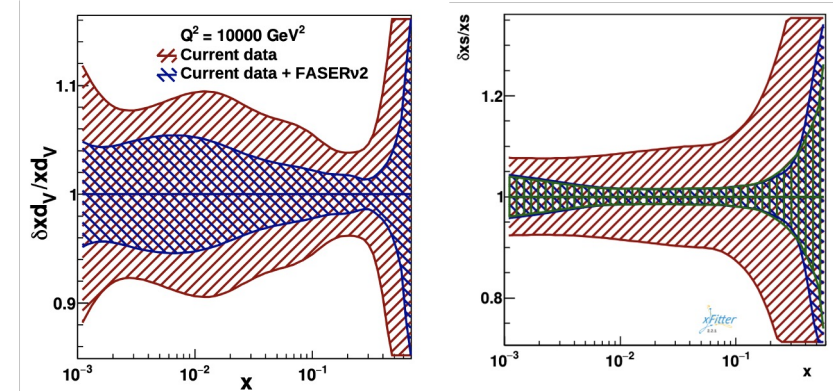 Q² = 10000 GeV²
Current data
Current data + FASERν2
δxd_V/xd_V
1.1
1
0.9
10⁻³ 10⁻² 10⁻¹
x
δxs/xs
1.2
1
0.8
xFitter
10⁻³ 10⁻² 10⁻¹
x